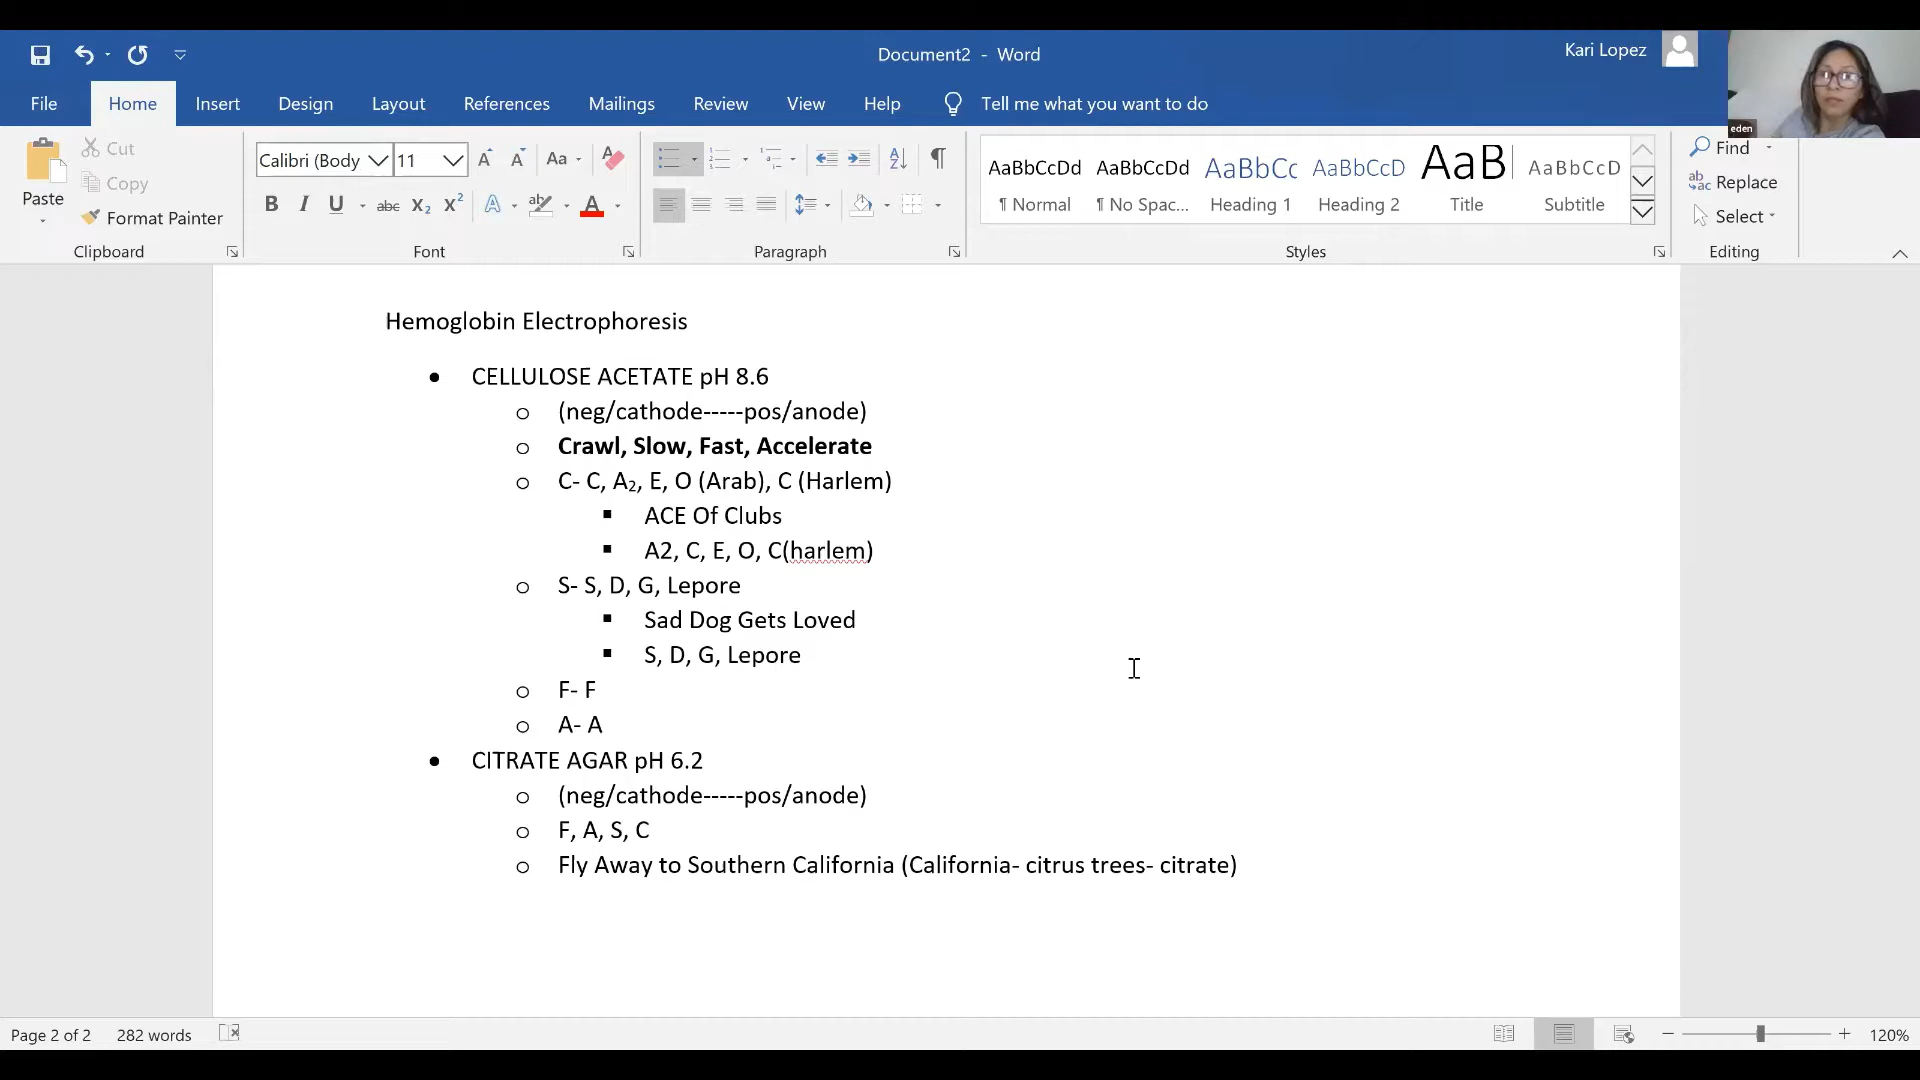 Document2 - Word
Kari Lopez
eden
File Home Insert Design Layout References Mailings Review View Help Tell me what you want to do
Paste
Cut
Copy
Format Painter
Clipboard
Calibri (Body 11
Aa
B I U abc X₂ X² A A
Font
Paragraph
AaBbCcDd AaBbCcDd AaBbCc AaBbCcD AaB AaBbCcD
¶ Normal ¶ No Spac... Heading 1 Heading 2 Title Subtitle
Styles
Find
Replace
Select
Editing
Hemoglobin Electrophoresis
• CELLULOSE ACETATE pH 8.6
o (neg/cathode-----pos/anode)
o Crawl, Slow, Fast, Accelerate
o C- C, A₂, E, O (Arab), C (Harlem)
▪ ACE Of Clubs
▪ A2, C, E, O, C(harlem)
o S- S, D, G, Lepore
▪ Sad Dog Gets Loved
▪ S, D, G, Lepore
o F- F
o A- A
• CITRATE AGAR pH 6.2
o (neg/cathode-----pos/anode)
o F, A, S, C
o Fly Away to Southern California (California- citrus trees- citrate)
Page 2 of 2 282 words 120%